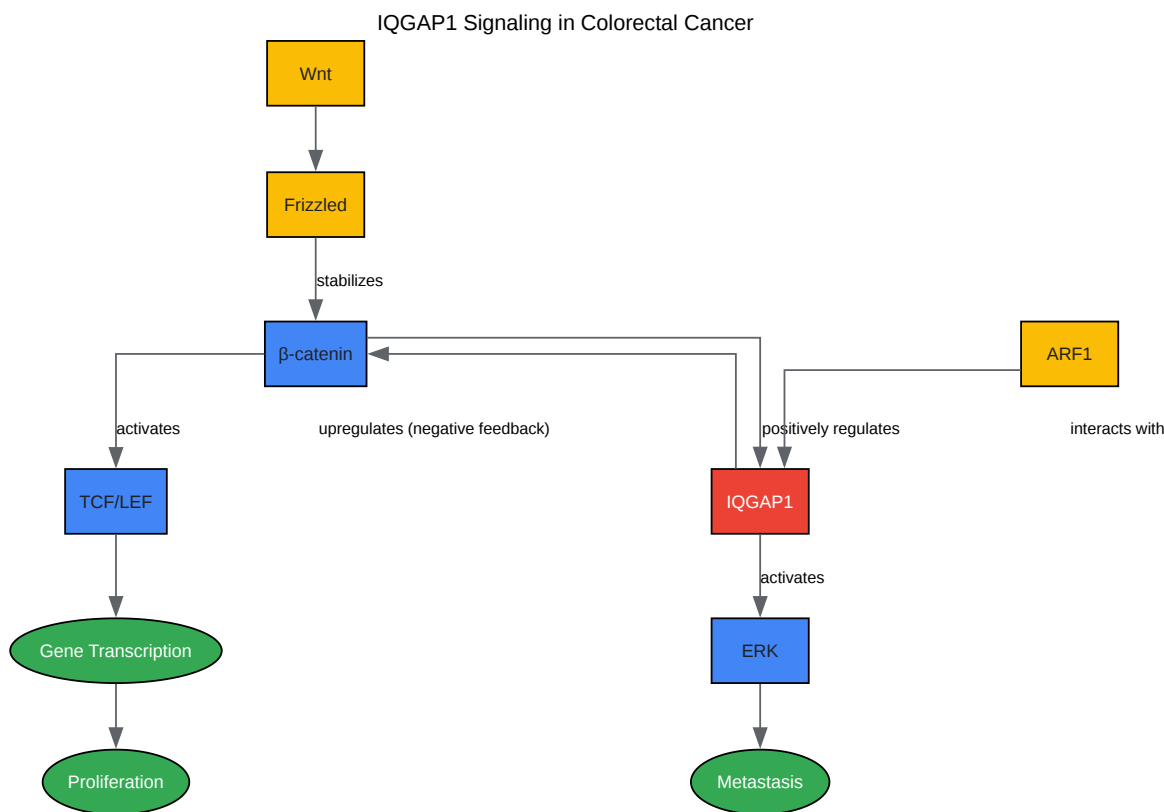 IQGAP1 Signaling in Colorectal Cancer
Wnt
Frizzled
stabilizes
β-catenin
ARF1
activates
upregulates (negative feedback)
positively regulates
interacts with
TCF/LEF
IQGAP1
activates
Gene Transcription
ERK
Proliferation
Metastasis